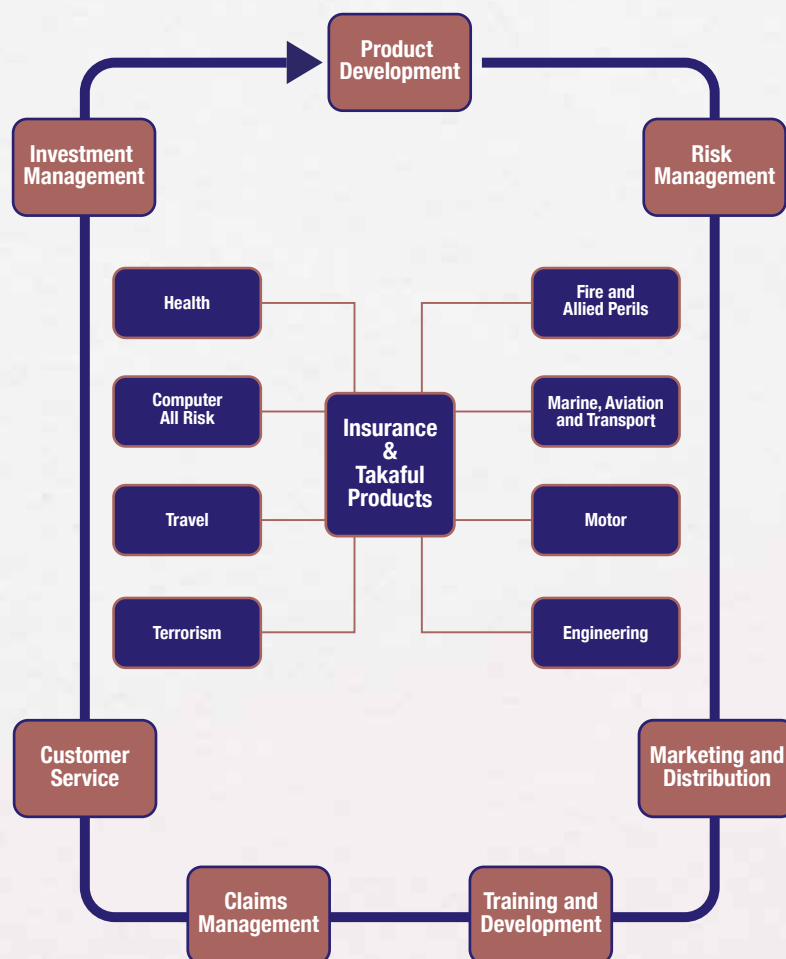 Product
Development
Investment
Management
Risk
Management
Health
Fire and
Allied Perils
Computer
All Risk
Insurance
&
Takaful
Products
Marine, Aviation
and Transport
Travel
Motor
Terrorism
Engineering
Customer
Service
Marketing and
Distribution
Claims
Management
Training and
Development